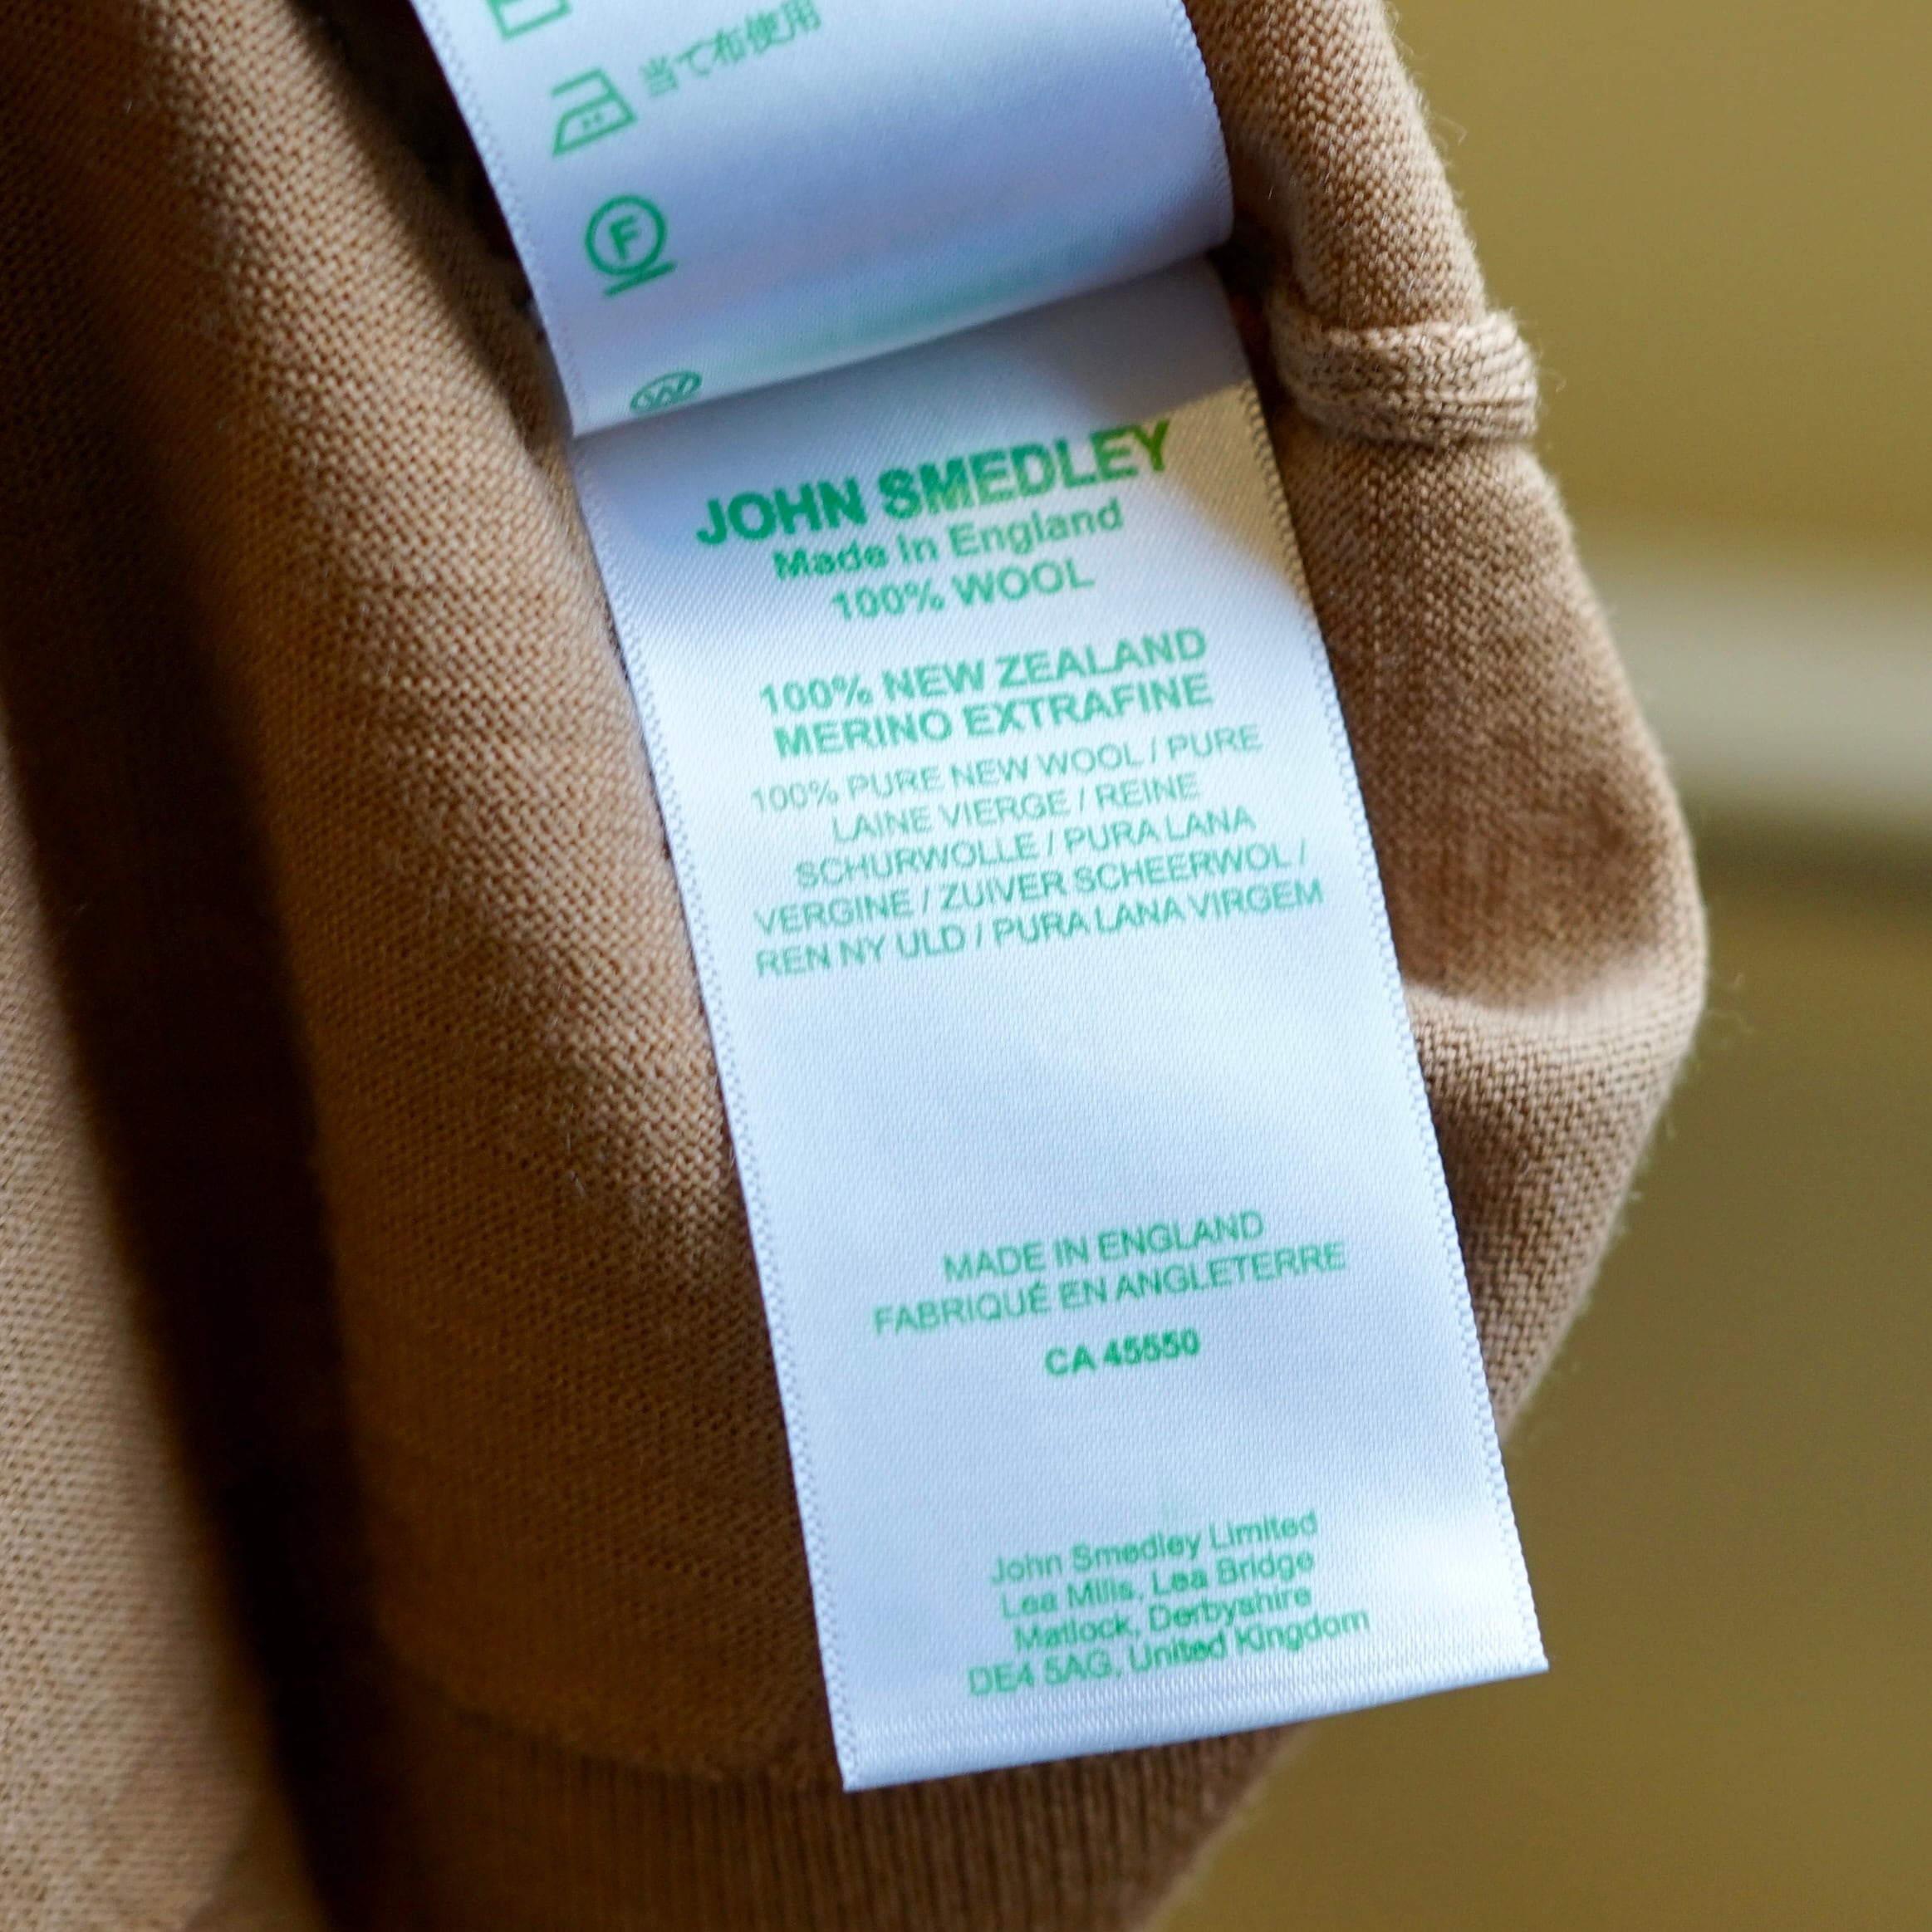 当て布使用
F
W
JOHN SMEDLEY
Made in England
100% WOOL
100% NEW ZEALAND
MERINO EXTRAFINE
100% PURE NEW WOOL / PURE
LAINE VIERGE / REINE
SCHURWOLLE / PURA LANA
VERGINE / ZUIVER SCHEERWOL /
REN NY ULD / PURA LANA VIRGEM
MADE IN ENGLAND
FABRIQUÉ EN ANGLETERRE
CA 45550
John Smedley Limited
Lea Mills, Lea Bridge
Matlock, Derbyshire
DE4 5AG, United Kingdom